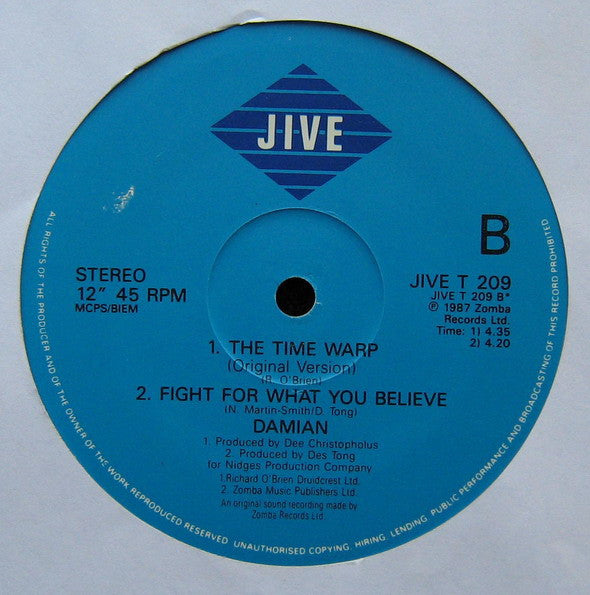 JIVE
B
STEREO
12" 45 RPM
MCPS/BIEM
JIVE T 209
JIVE T 209 B*
℗ 1987 Zomba
Records Ltd.
Time: 1) 4.35
2) 4.20
1. THE TIME WARP
(Original Version)
(R. O'Brien)
2. FIGHT FOR WHAT YOU BELIEVE
(N. Martin-Smith/D. Tong)
DAMIAN
1. Produced by Dee Christopholus
2. Produced by Des Tong
for Nidges Production Company
1.Richard O'Brien Druidcrest Ltd.
2. Zomba Music Publishers Ltd.
An original sound recording made by
Zomba Records Ltd.
ALL RIGHTS OF THE PRODUCER AND OF THE OWNER OF THE WORK REPRODUCED RESERVED. UNAUTHORISED COPYING, HIRING, LENDING, PUBLIC PERFORMANCE AND BROADCASTING OF THIS RECORD PROHIBITED